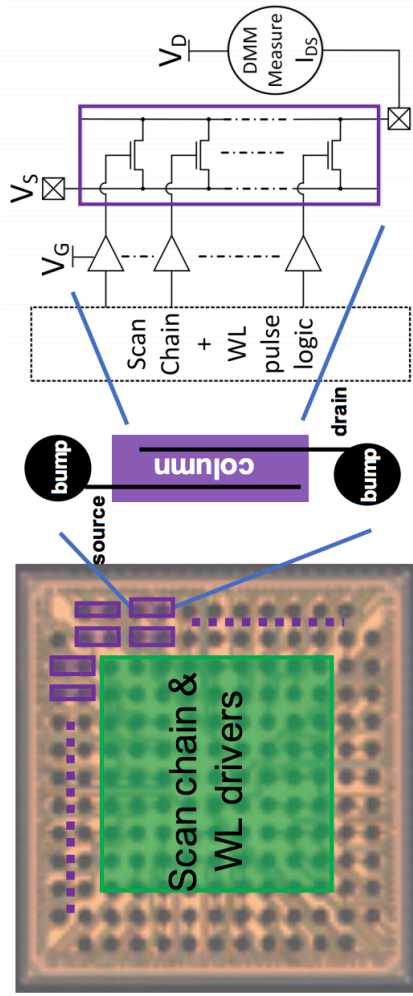 Scan chain &
WL drivers
source
bump
column
bump
drain
Scan
Chain
+
WL
pulse
logic
V_G
V_S
V_D
DMM
Measure
I_DS